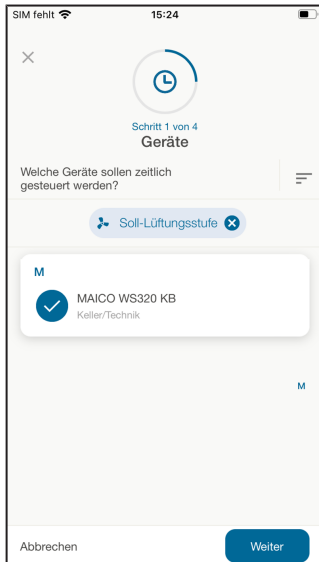 SIM fehlt 15:24
Schritt 1 von 4
Geräte
Welche Geräte sollen zeitlich
gesteuert werden?
Soll-Lüftungsstufe
M
MAICO WS320 KB
Keller/Technik
M
Abbrechen Weiter